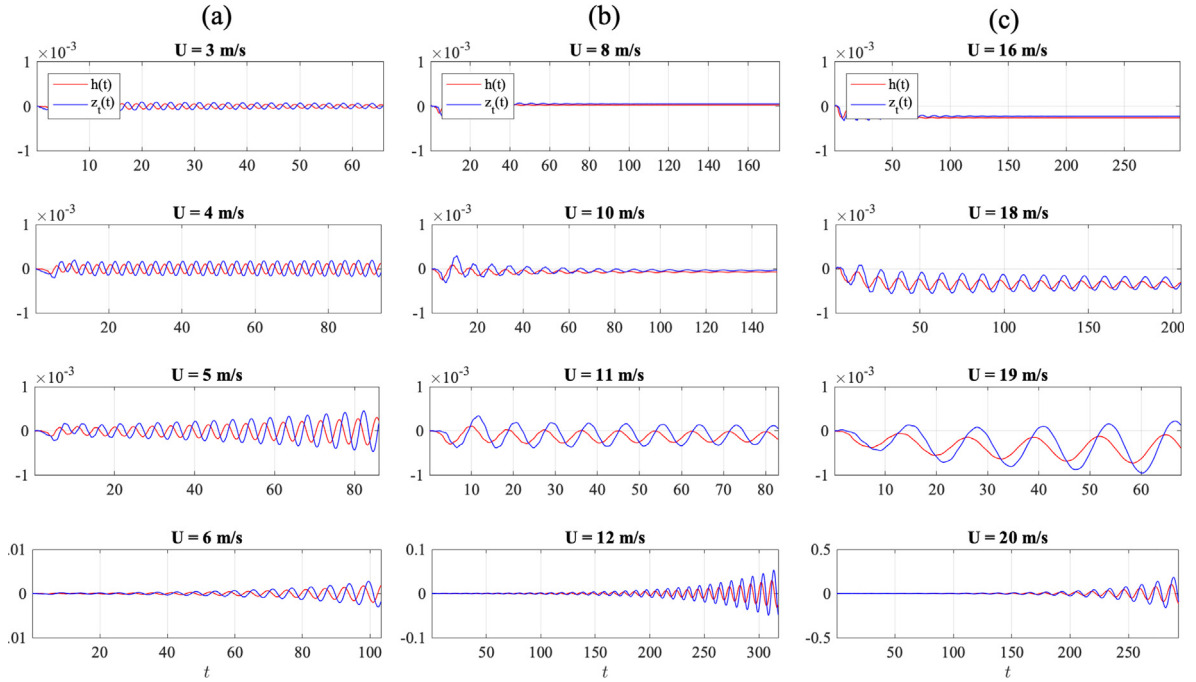 (a) (b) (c)
U = 3 m/s U = 8 m/s U = 16 m/s
×10⁻³ ×10⁻³ ×10⁻³
1 1 1
h(t) h(t) h(t)
0 0 0
z_t(t) z_t(t) z_t(t)
-1 -1 -1
10 20 30 40 50 60 20 40 60 80 100 120 140 160 50 100 150 200 250
U = 4 m/s U = 10 m/s U = 18 m/s
×10⁻³ ×10⁻³ ×10⁻³
1 1 1
0 0 0
-1 -1 -1
20 40 60 80 20 40 60 80 100 120 140 50 100 150 200
U = 5 m/s U = 11 m/s U = 19 m/s
×10⁻³ ×10⁻³ ×10⁻³
1 1 1
0 0 0
-1 -1 -1
20 40 60 80 10 20 30 40 50 60 70 80 10 20 30 40 50 60
U = 6 m/s U = 12 m/s U = 20 m/s
.01 0.1 0.5
0 0 0
.01 -0.1 -0.5
20 40 60 80 100 50 100 150 200 250 300 50 100 150 200 250
t t t